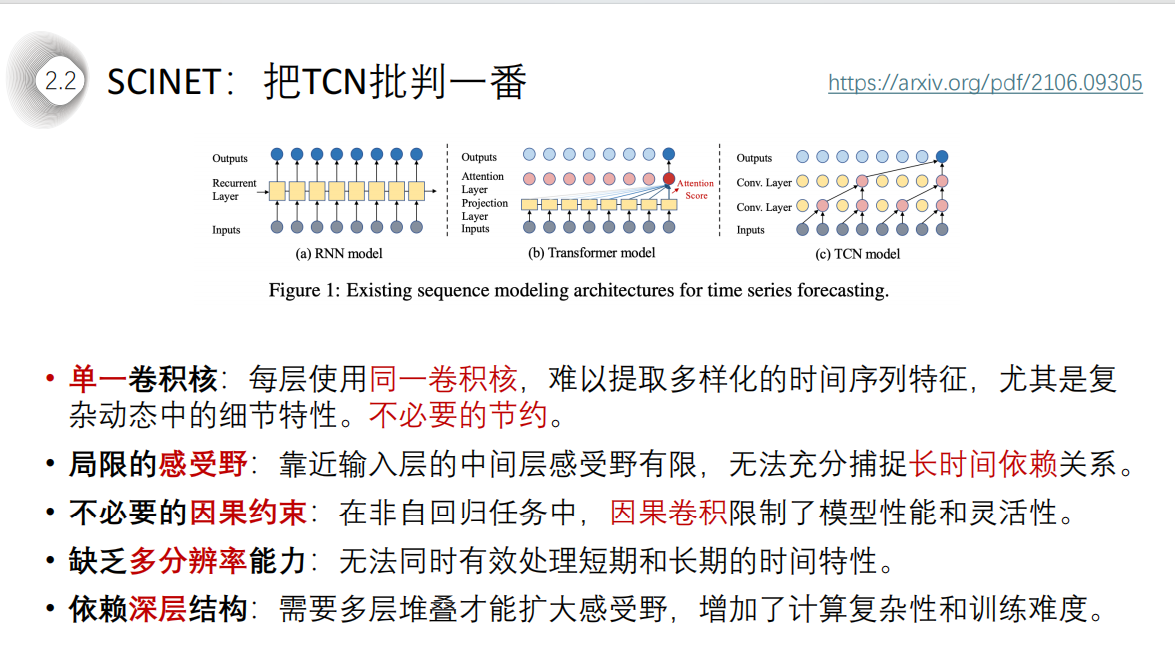 2.2
SCINET：把TCN批判一番
https://arxiv.org/pdf/2106.09305
Outputs
Recurrent
Layer
Inputs
(a) RNN model
Outputs
Attention
Layer
Projection
Layer
Inputs
Attention
Score
(b) Transformer model
Outputs
Conv. Layer
Conv. Layer
Inputs
(c) TCN model
Figure 1: Existing sequence modeling architectures for time series forecasting.
• 单一卷积核：每层使用同一卷积核，难以提取多样化的时间序列特征，尤其是复
杂动态中的细节特性。不必要的节约。
• 局限的感受野：靠近输入层的中间层感受野有限，无法充分捕捉长时间依赖关系。
• 不必要的因果约束：在非自回归任务中，因果卷积限制了模型性能和灵活性。
• 缺乏多分辨率能力：无法同时有效处理短期和长期的时间特性。
• 依赖深层结构：需要多层堆叠才能扩大感受野，增加了计算复杂性和训练难度。